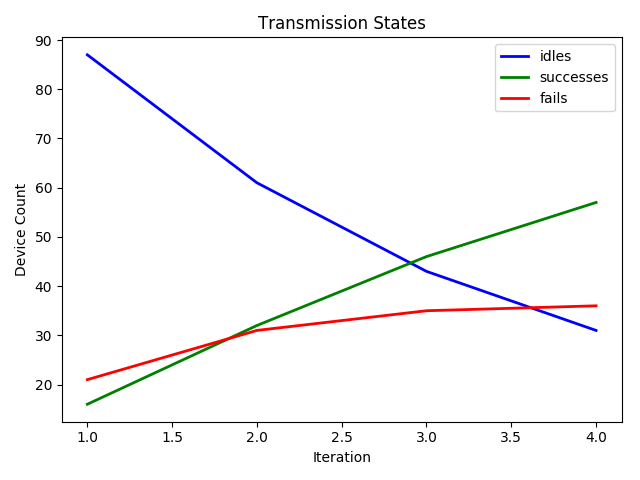 Transmission States
90
80
70
60
50
40
30
20
Device Count
idles
successes
fails
1.0 1.5 2.0 2.5 3.0 3.5 4.0
Iteration